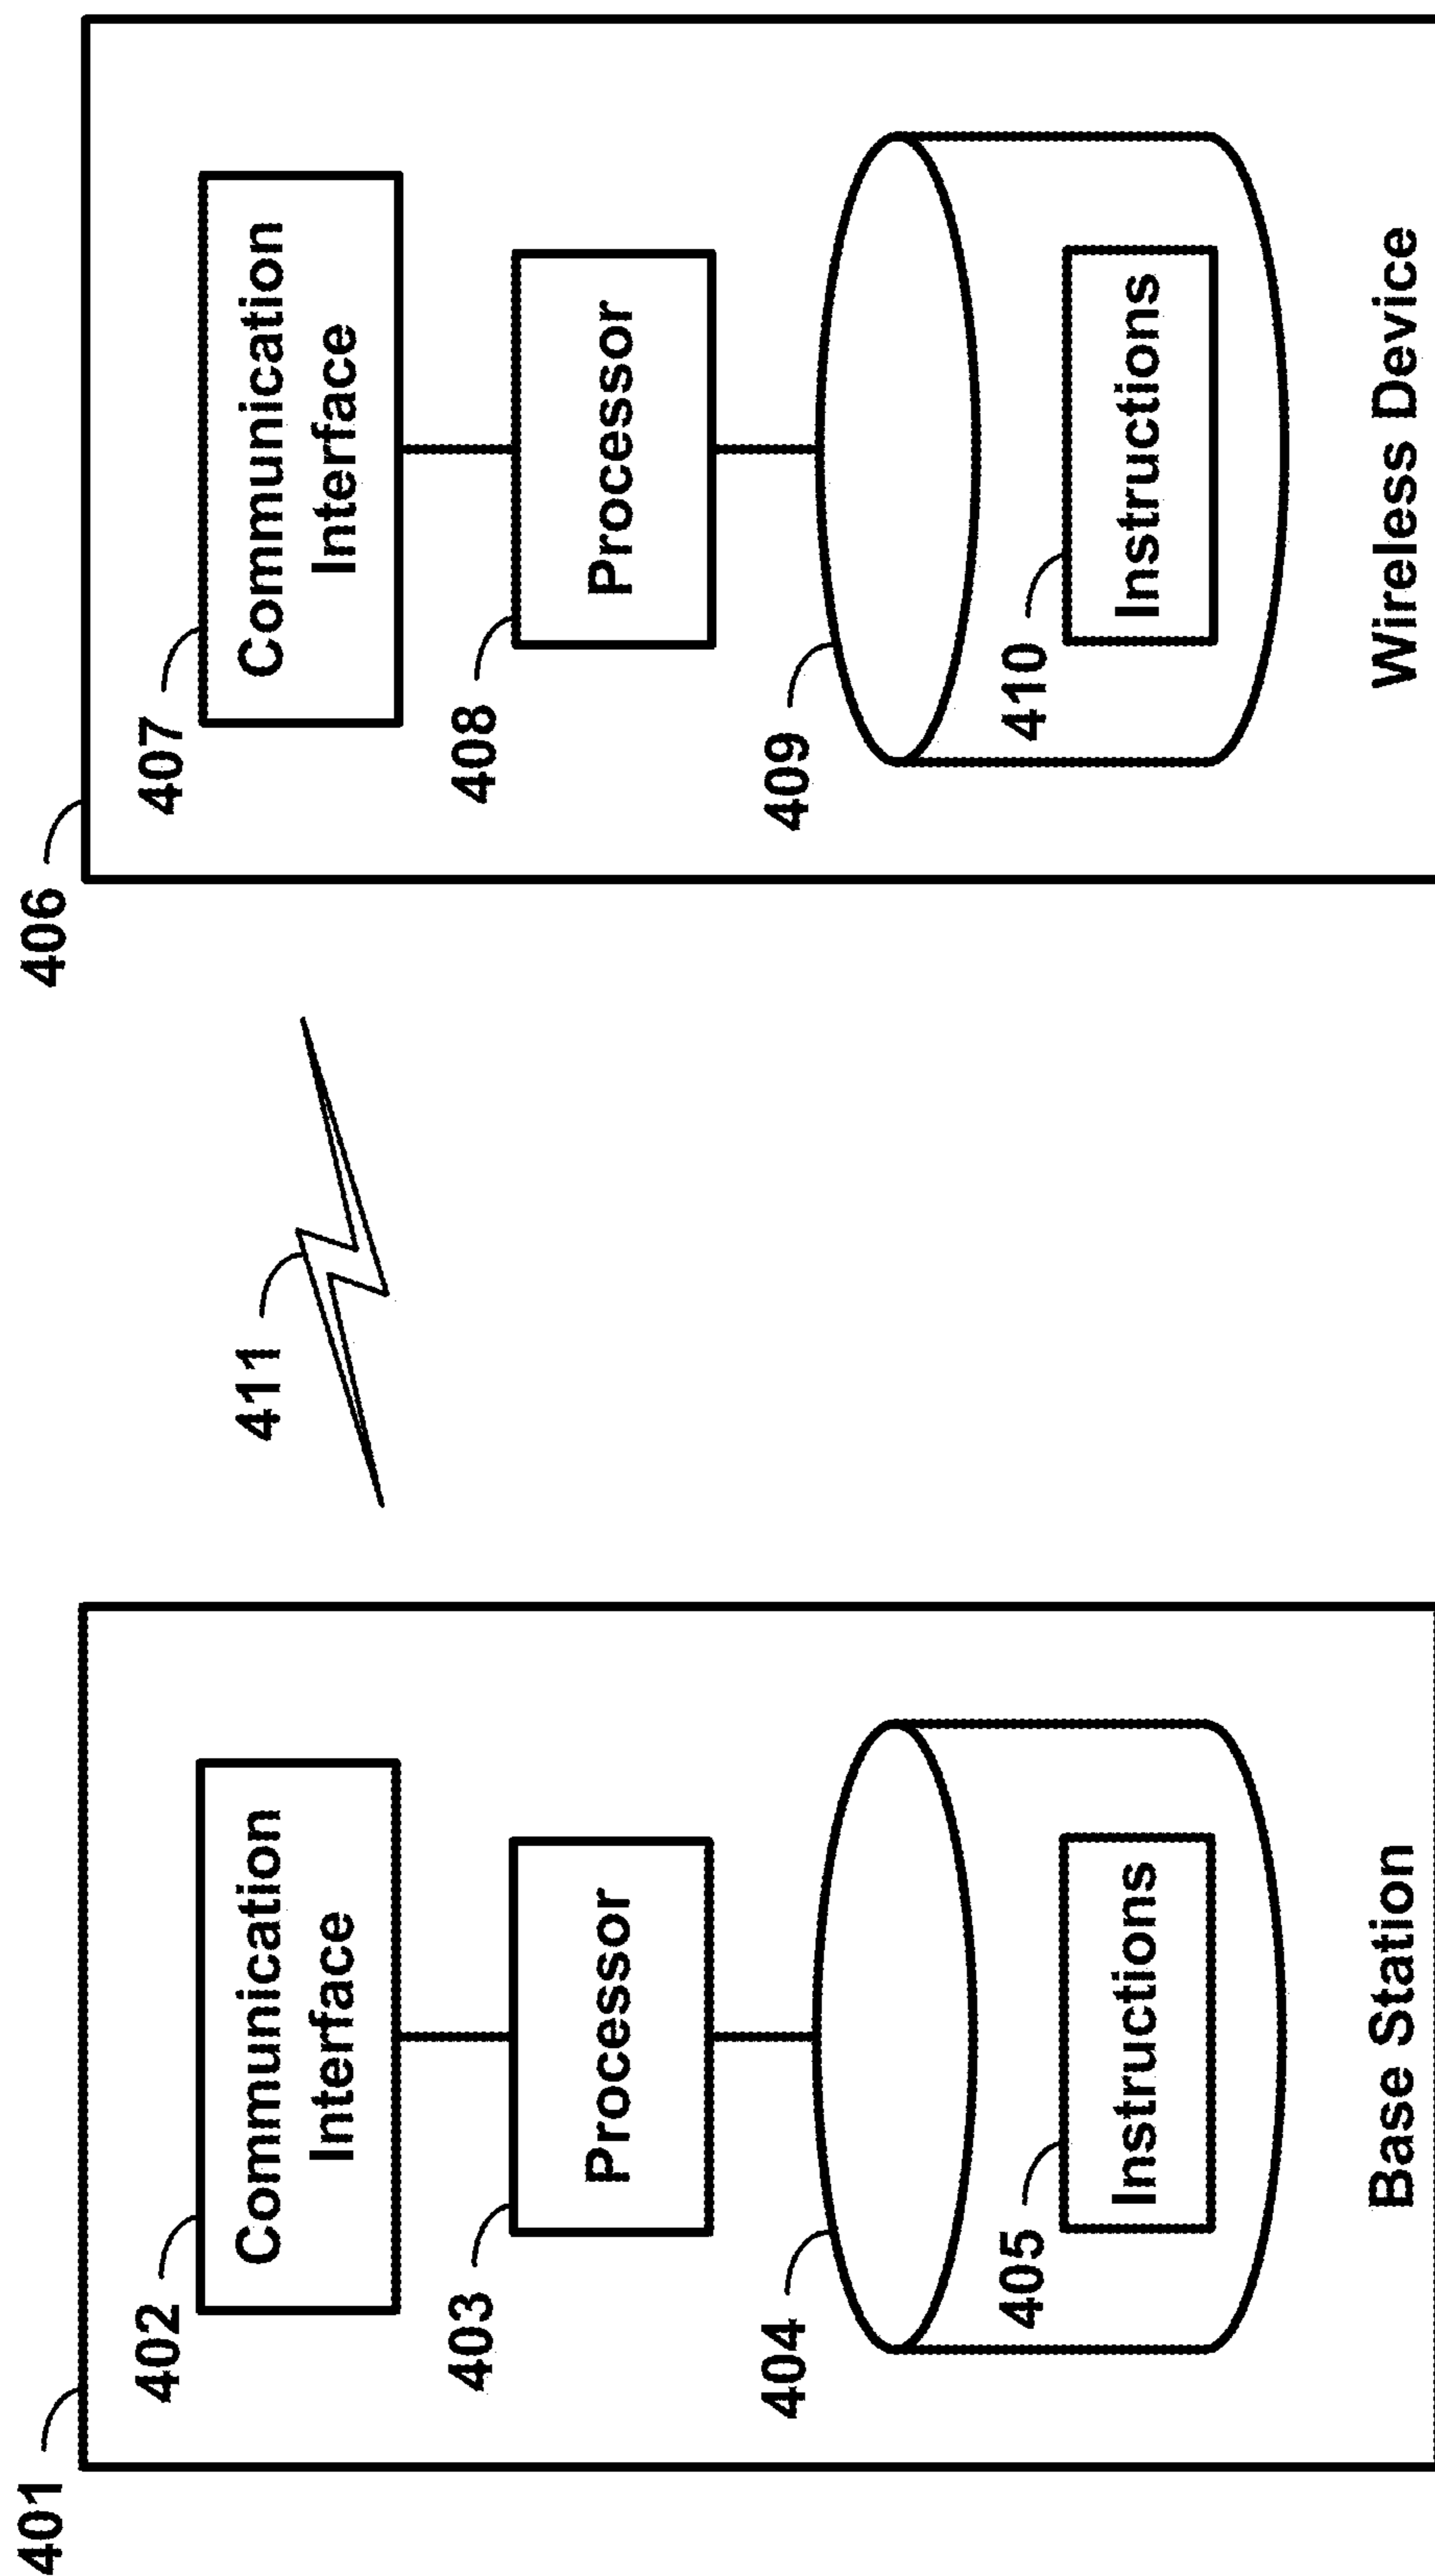 401
402
Communication
Interface
403
Processor
404
405
Instructions
Base Station
411
406
407
Communication
Interface
408
Processor
409
410
Instructions
Wireless Device